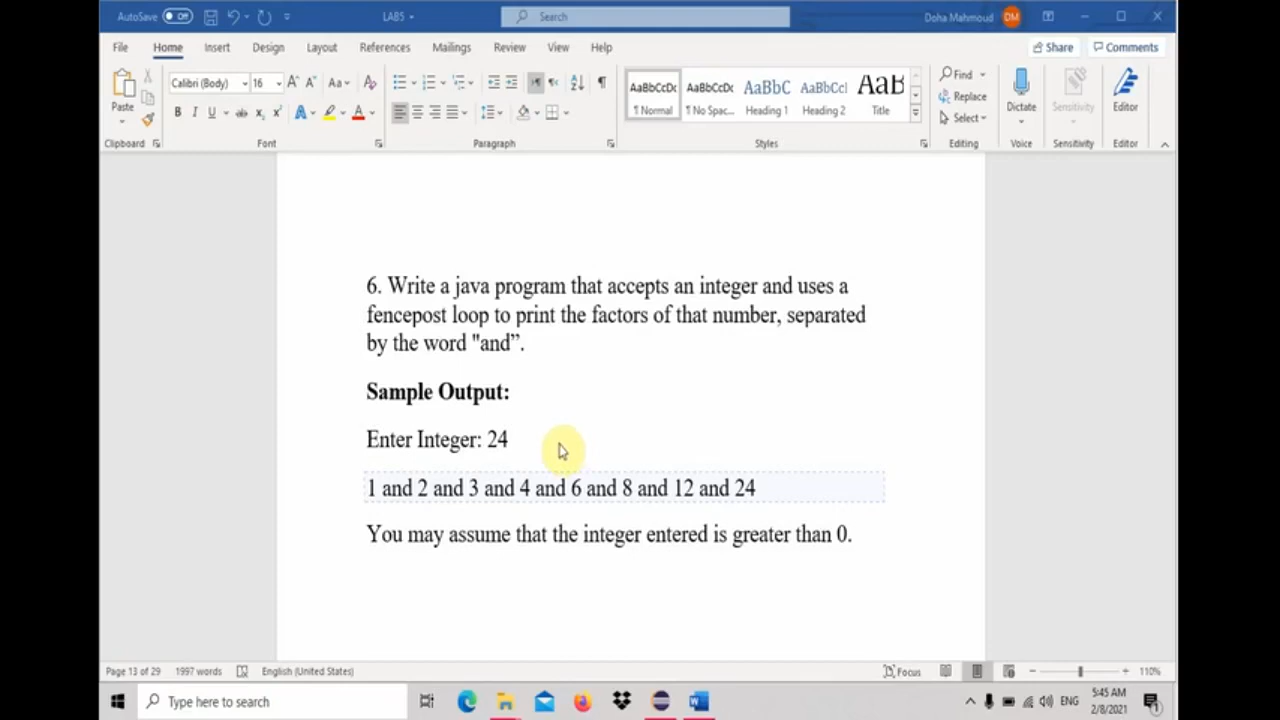 AutoSave Off LAB5 Search Doha Mahmoud DM
File Home Insert Design Layout References Mailings Review View Help Share Comments
Paste Calibri (Body) 16 Aa AaBbCcDc AaBbCcDc AaBbC AaBbCcI AaB Find Dictate Sensitivity Editor
¶ Normal ¶ No Spac... Heading 1 Heading 2 Title Replace
B I U ab x₂ x² A A Select
Clipboard Font Paragraph Styles Editing Voice Sensitivity Editor
6. Write a java program that accepts an integer and uses a
fencepost loop to print the factors of that number, separated
by the word "and”.
Sample Output:
Enter Integer: 24
1 and 2 and 3 and 4 and 6 and 8 and 12 and 24
You may assume that the integer entered is greater than 0.
Page 13 of 29 1997 words English (United States) Focus 110%
Type here to search ENG 5:45 AM
2/8/2021